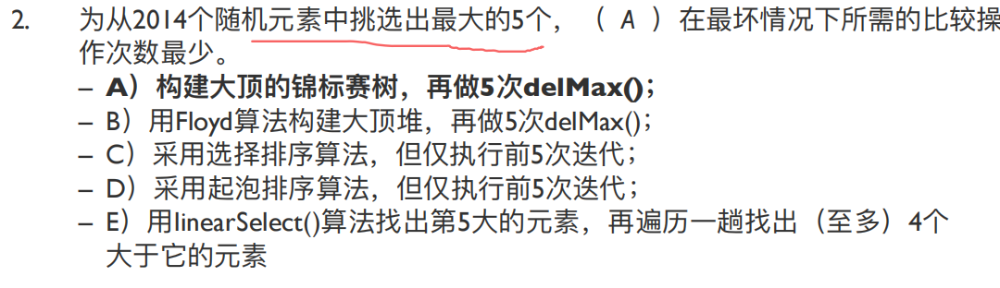 2. 为从2014个随机元素中挑选出最大的5个，（ A ）在最坏情况下所需的比较操
作次数最少。
– A）构建大顶的锦标赛树，再做5次delMax()；
– B）用Floyd算法构建大顶堆，再做5次delMax()；
– C）采用选择排序算法，但仅执行前5次迭代；
– D）采用起泡排序算法，但仅执行前5次迭代；
– E）用linearSelect()算法找出第5大的元素，再遍历一趟找出（至多）4个
大于它的元素